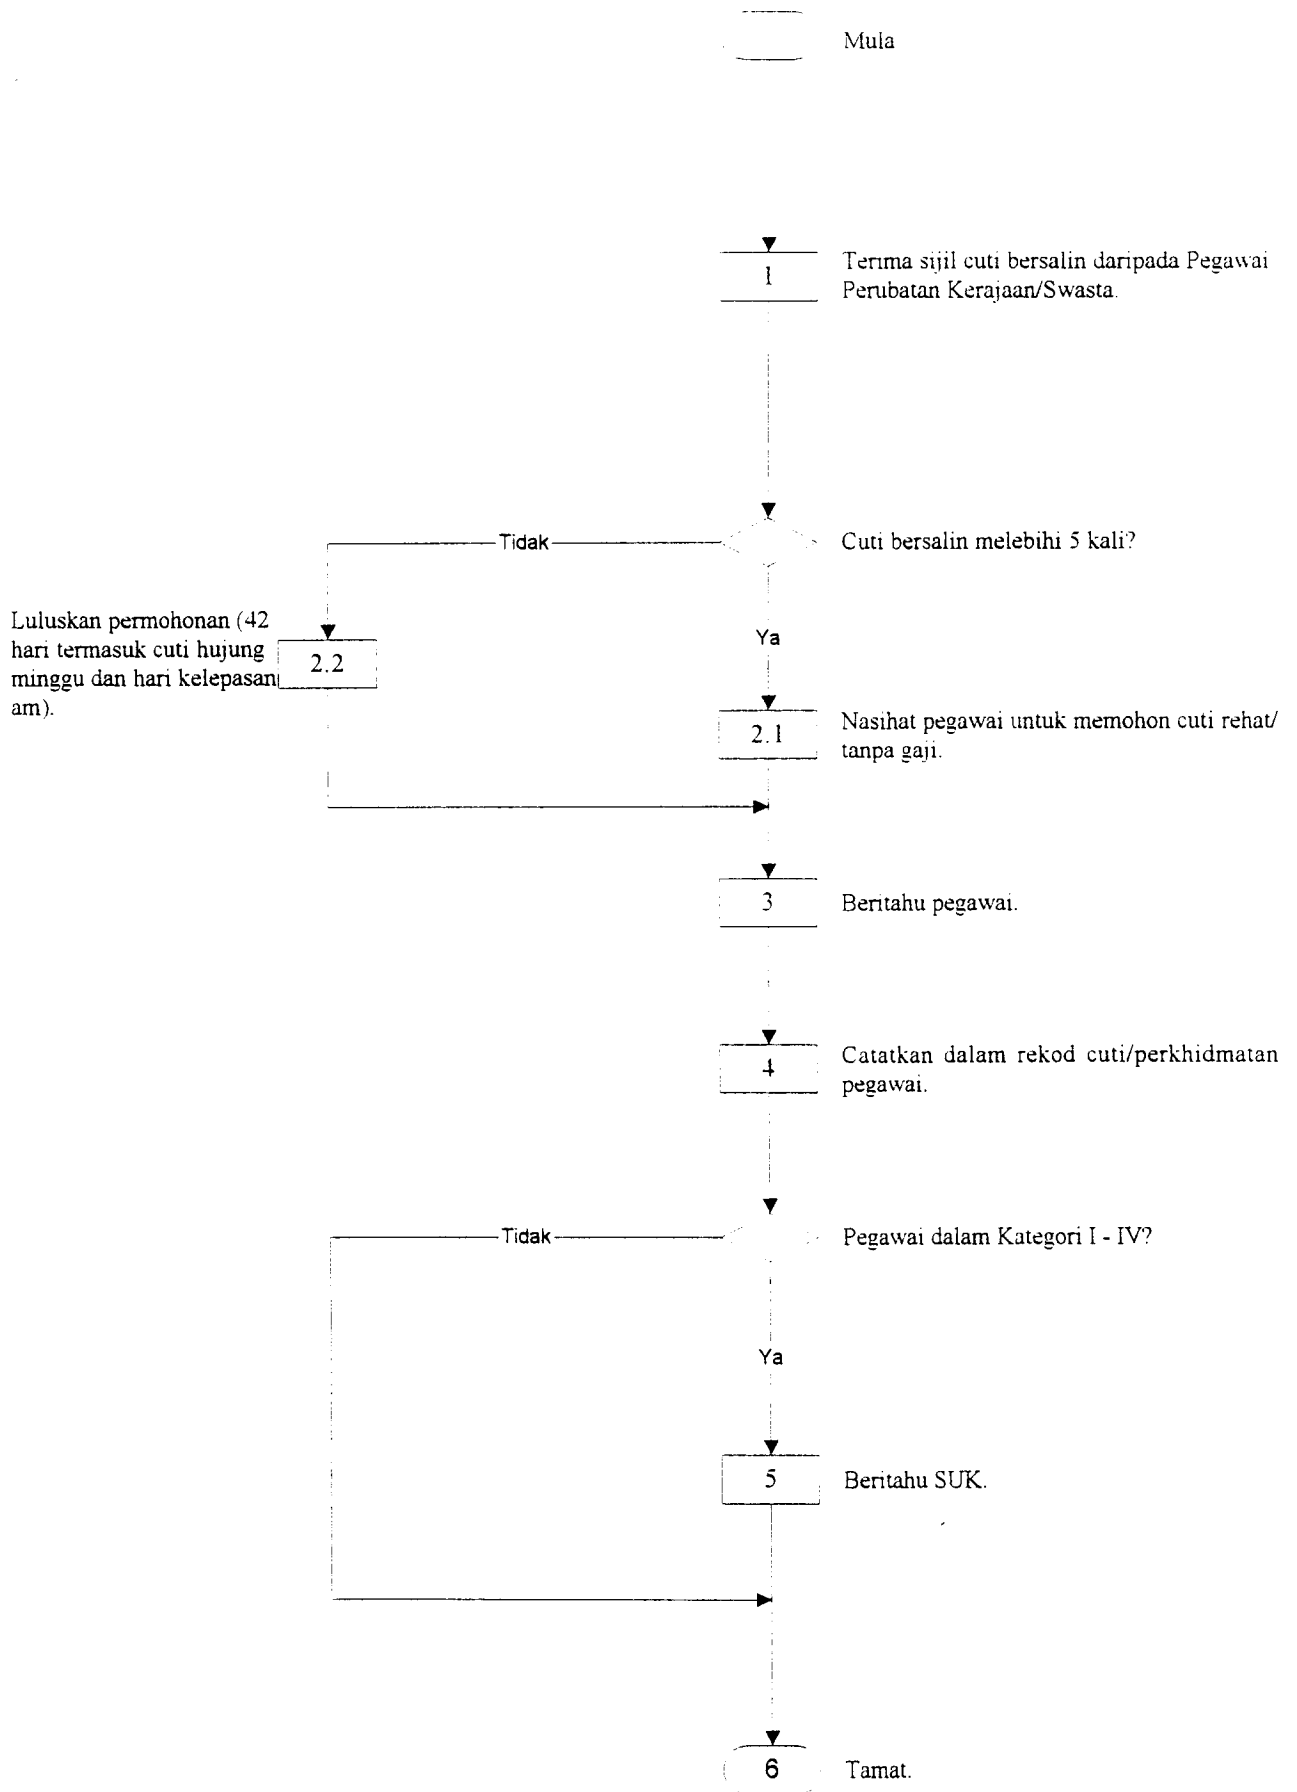 Mula
1
Terima sijil cuti bersalin daripada Pegawai
Perubatan Kerajaan/Swasta.
Tidak
Cuti bersalin melebihi 5 kali?
Luluskan permohonan (42
hari termasuk cuti hujung
minggu dan hari kelepasan
am).
2.2
Ya
2.1
Nasihat pegawai untuk memohon cuti rehat/
tanpa gaji.
3
Beritahu pegawai.
4
Catatkan dalam rekod cuti/perkhidmatan
pegawai.
Tidak
Pegawai dalam Kategori I - IV?
Ya
5
Beritahu SUK.
6
Tamat.